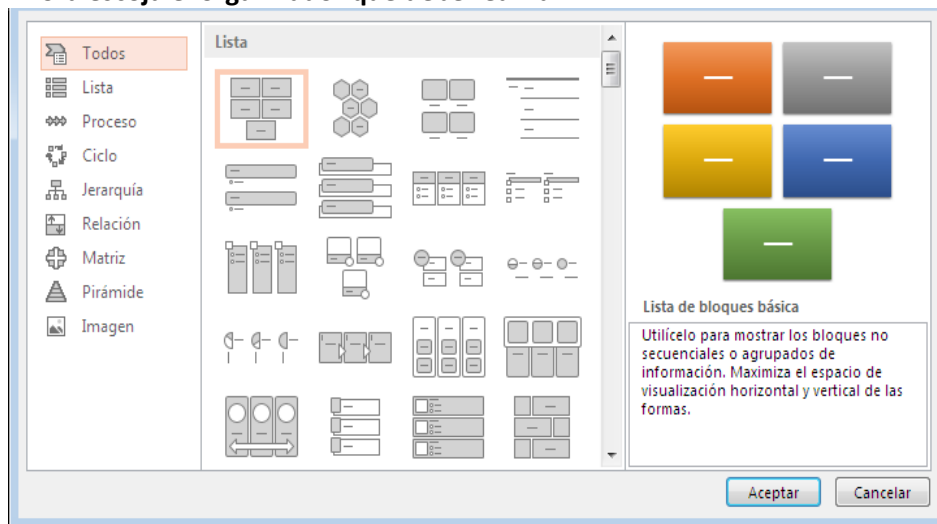 Todos
Lista
Proceso
Ciclo
Jerarquía
Relación
Matriz
Pirámide
Imagen
Lista
Lista de bloques básica
Utilícelo para mostrar los bloques no
secuenciales o agrupados de
información. Maximiza el espacio de
visualización horizontal y vertical de las
formas.
Aceptar
Cancelar